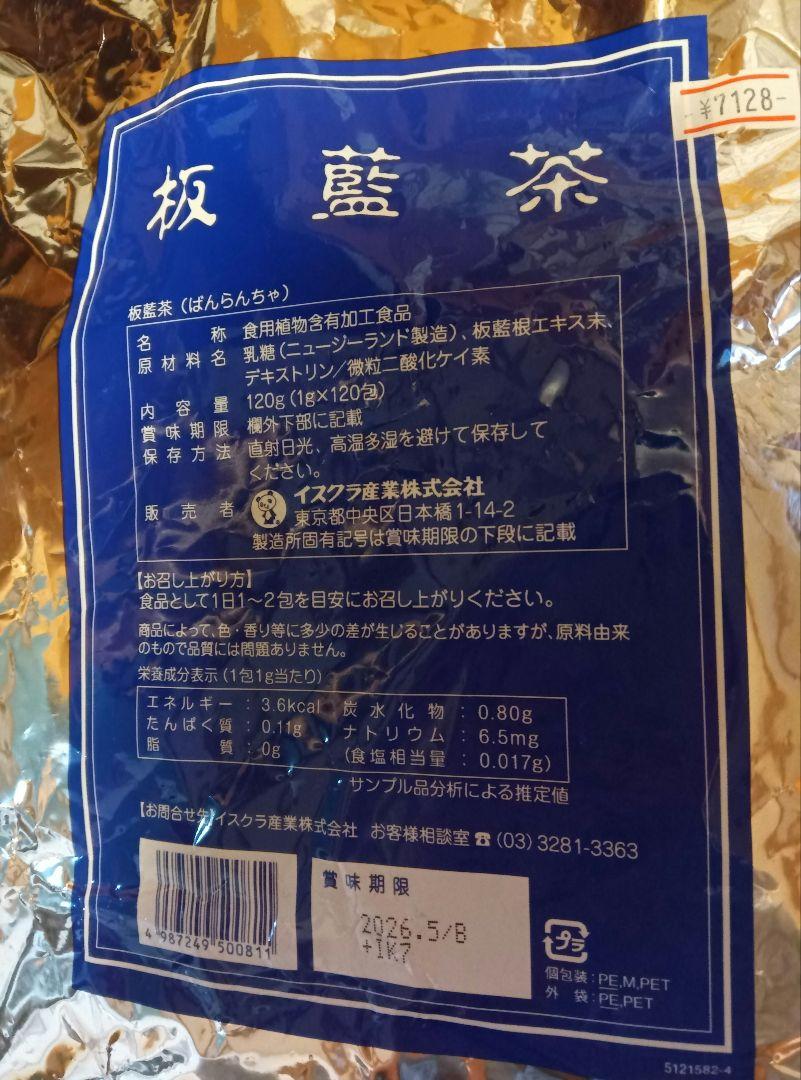 ¥7128-
板藍茶
板藍茶（ばんらんちゃ）
名称 食用植物含有加工食品
原材料名 乳糖（ニュージーランド製造）、板藍根エキス末、
デキストリン／微粒二酸化ケイ素
内容量 120g（1g×120包）
賞味期限 欄外下部に記載
保存方法 直射日光、高温多湿を避けて保存して
ください。
販売者 イスクラ産業株式会社
東京都中央区日本橋1-14-2
製造所固有記号は賞味期限の下段に記載
【お召し上がり方】
食品として1日1～2包を目安にお召し上がりください。
商品によって、色・香り等に多少の差が生じることがありますが、原料由来
のもので品質には問題ありません。
栄養成分表示（1包1g当たり）
エネルギー：3.6kcal 炭水化物：0.80g
たんぱく質：0.11g ナトリウム：6.5mg
脂質：0g （食塩相当量：0.017g）
サンプル品分析による推定値
【お問合せ先】イスクラ産業株式会社 お客様相談室☎（03）3281-3363
4 987249 500811
賞味期限
2026.5/B
+IK7
プラ
個包装：PE,M,PET
外袋：PE,PET
5121582-4